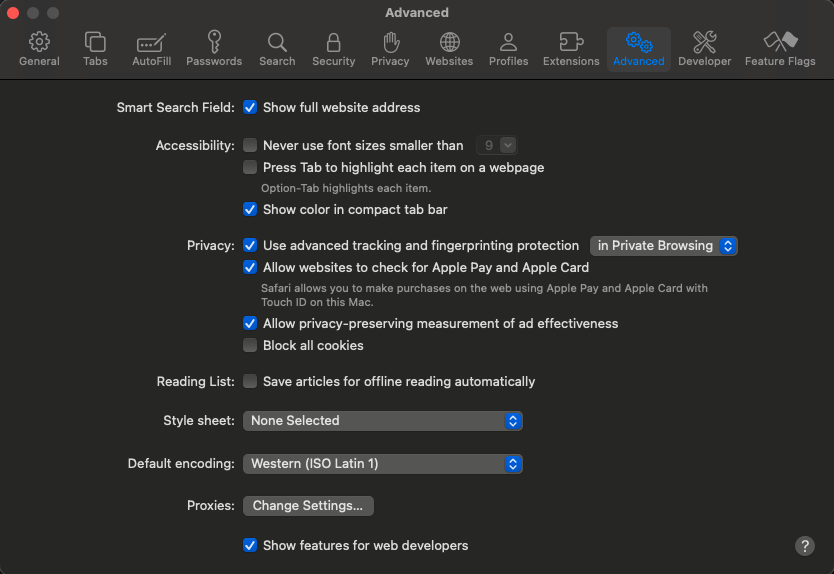 Advanced
General Tabs AutoFill Passwords Search Security Privacy Websites Profiles Extensions Advanced Developer Feature Flags
Smart Search Field: Show full website address
Accessibility: Never use font sizes smaller than 9
Press Tab to highlight each item on a webpage
Option-Tab highlights each item.
Show color in compact tab bar
Privacy: Use advanced tracking and fingerprinting protection in Private Browsing
Allow websites to check for Apple Pay and Apple Card
Safari allows you to make purchases on the web using Apple Pay and Apple Card with
Touch ID on this Mac.
Allow privacy-preserving measurement of ad effectiveness
Block all cookies
Reading List: Save articles for offline reading automatically
Style sheet: None Selected
Default encoding: Western (ISO Latin 1)
Proxies: Change Settings...
Show features for web developers
?